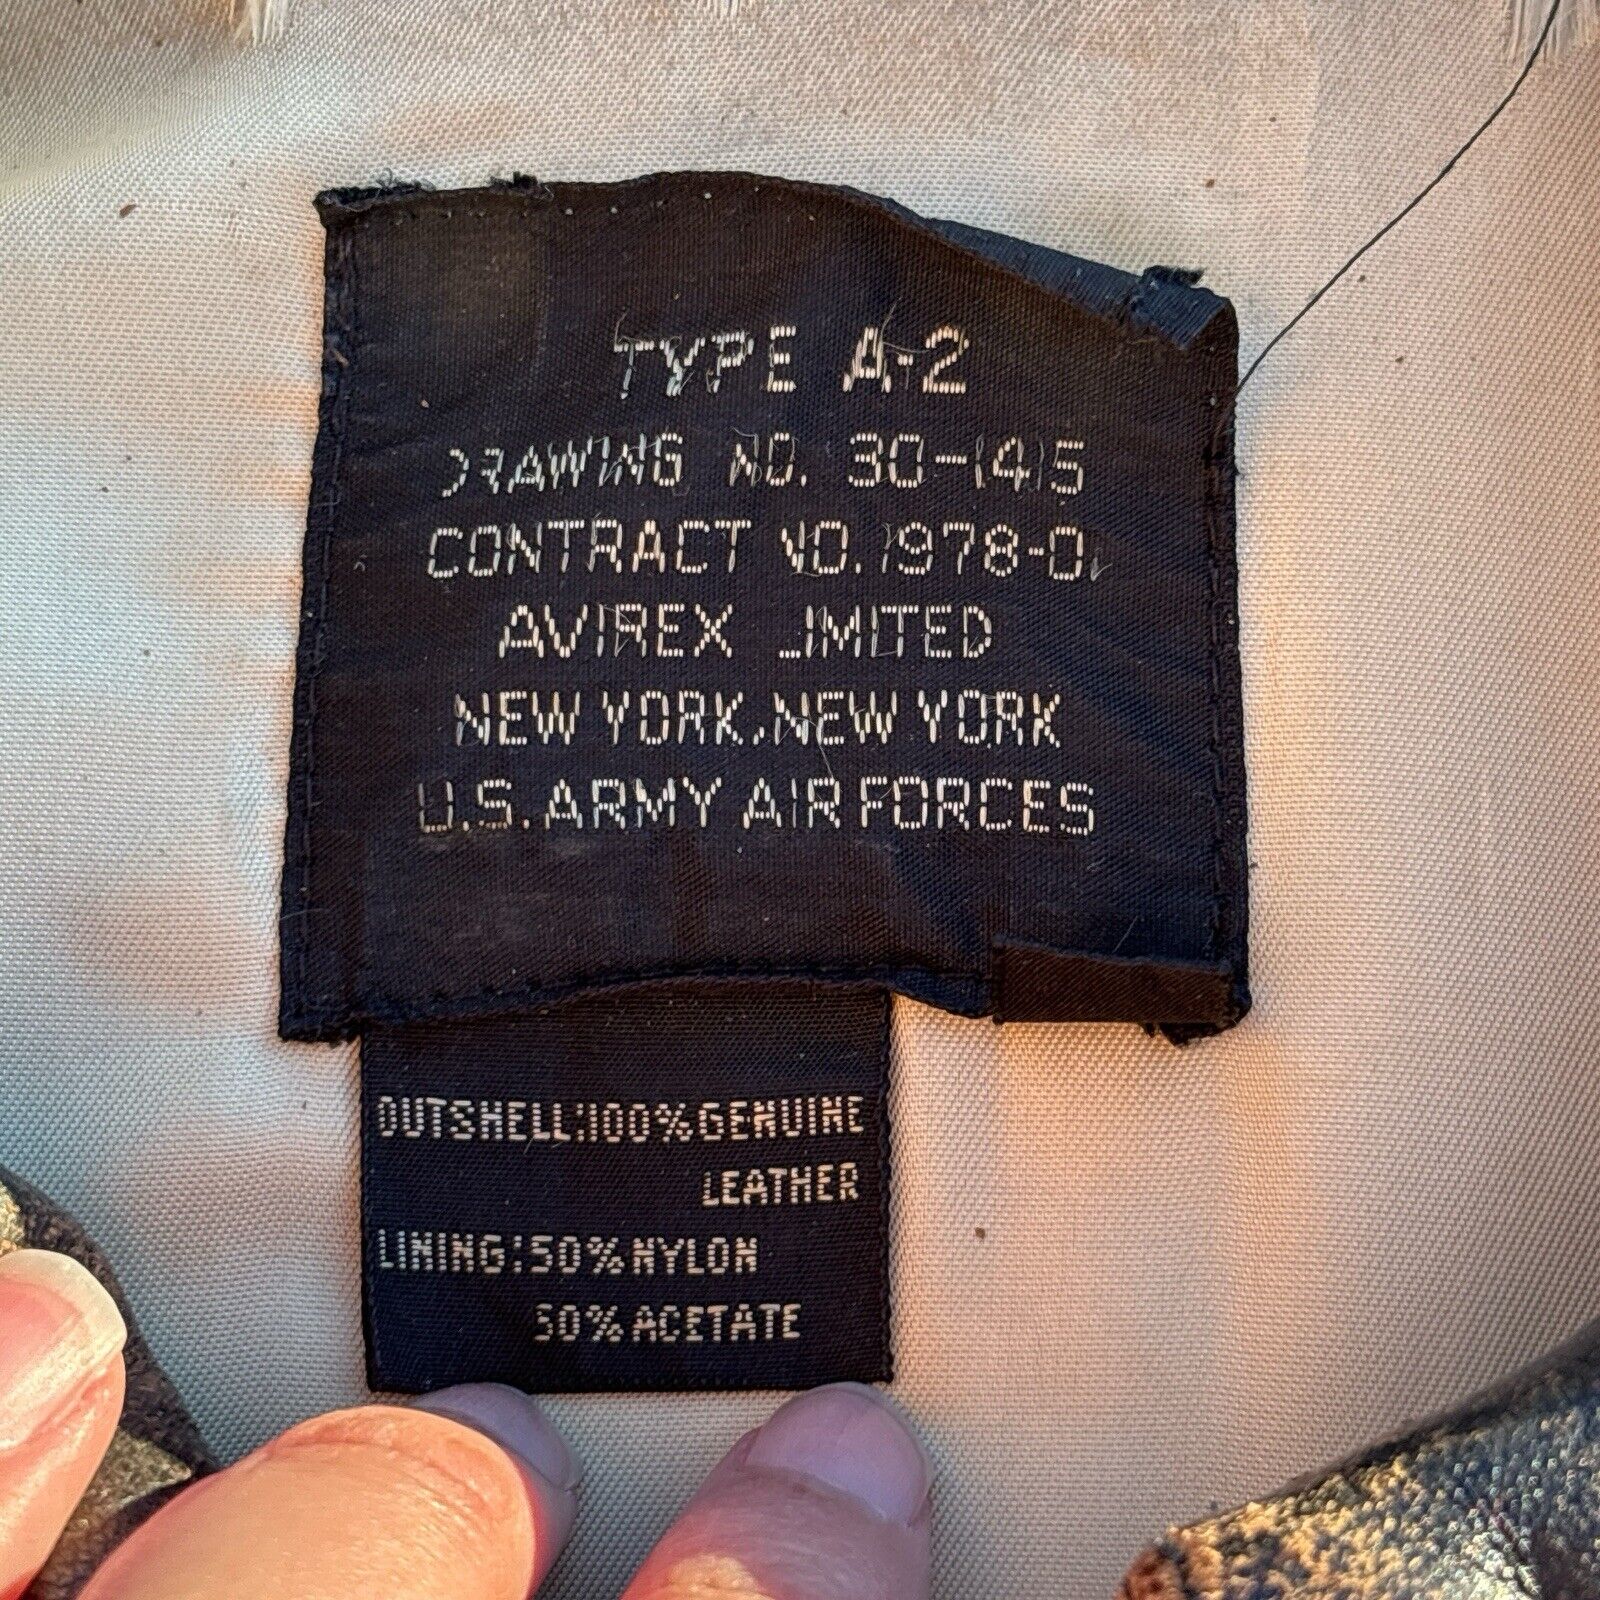 TYPE A-2
DRAWING NO. 30-1415
CONTRACT NO. 1978-01
AVIREX LIMITED
NEW YORK, NEW YORK
U.S. ARMY AIR FORCES
OUTSHELL:100% GENUINE
LEATHER
LINING:50% NYLON
50% ACETATE